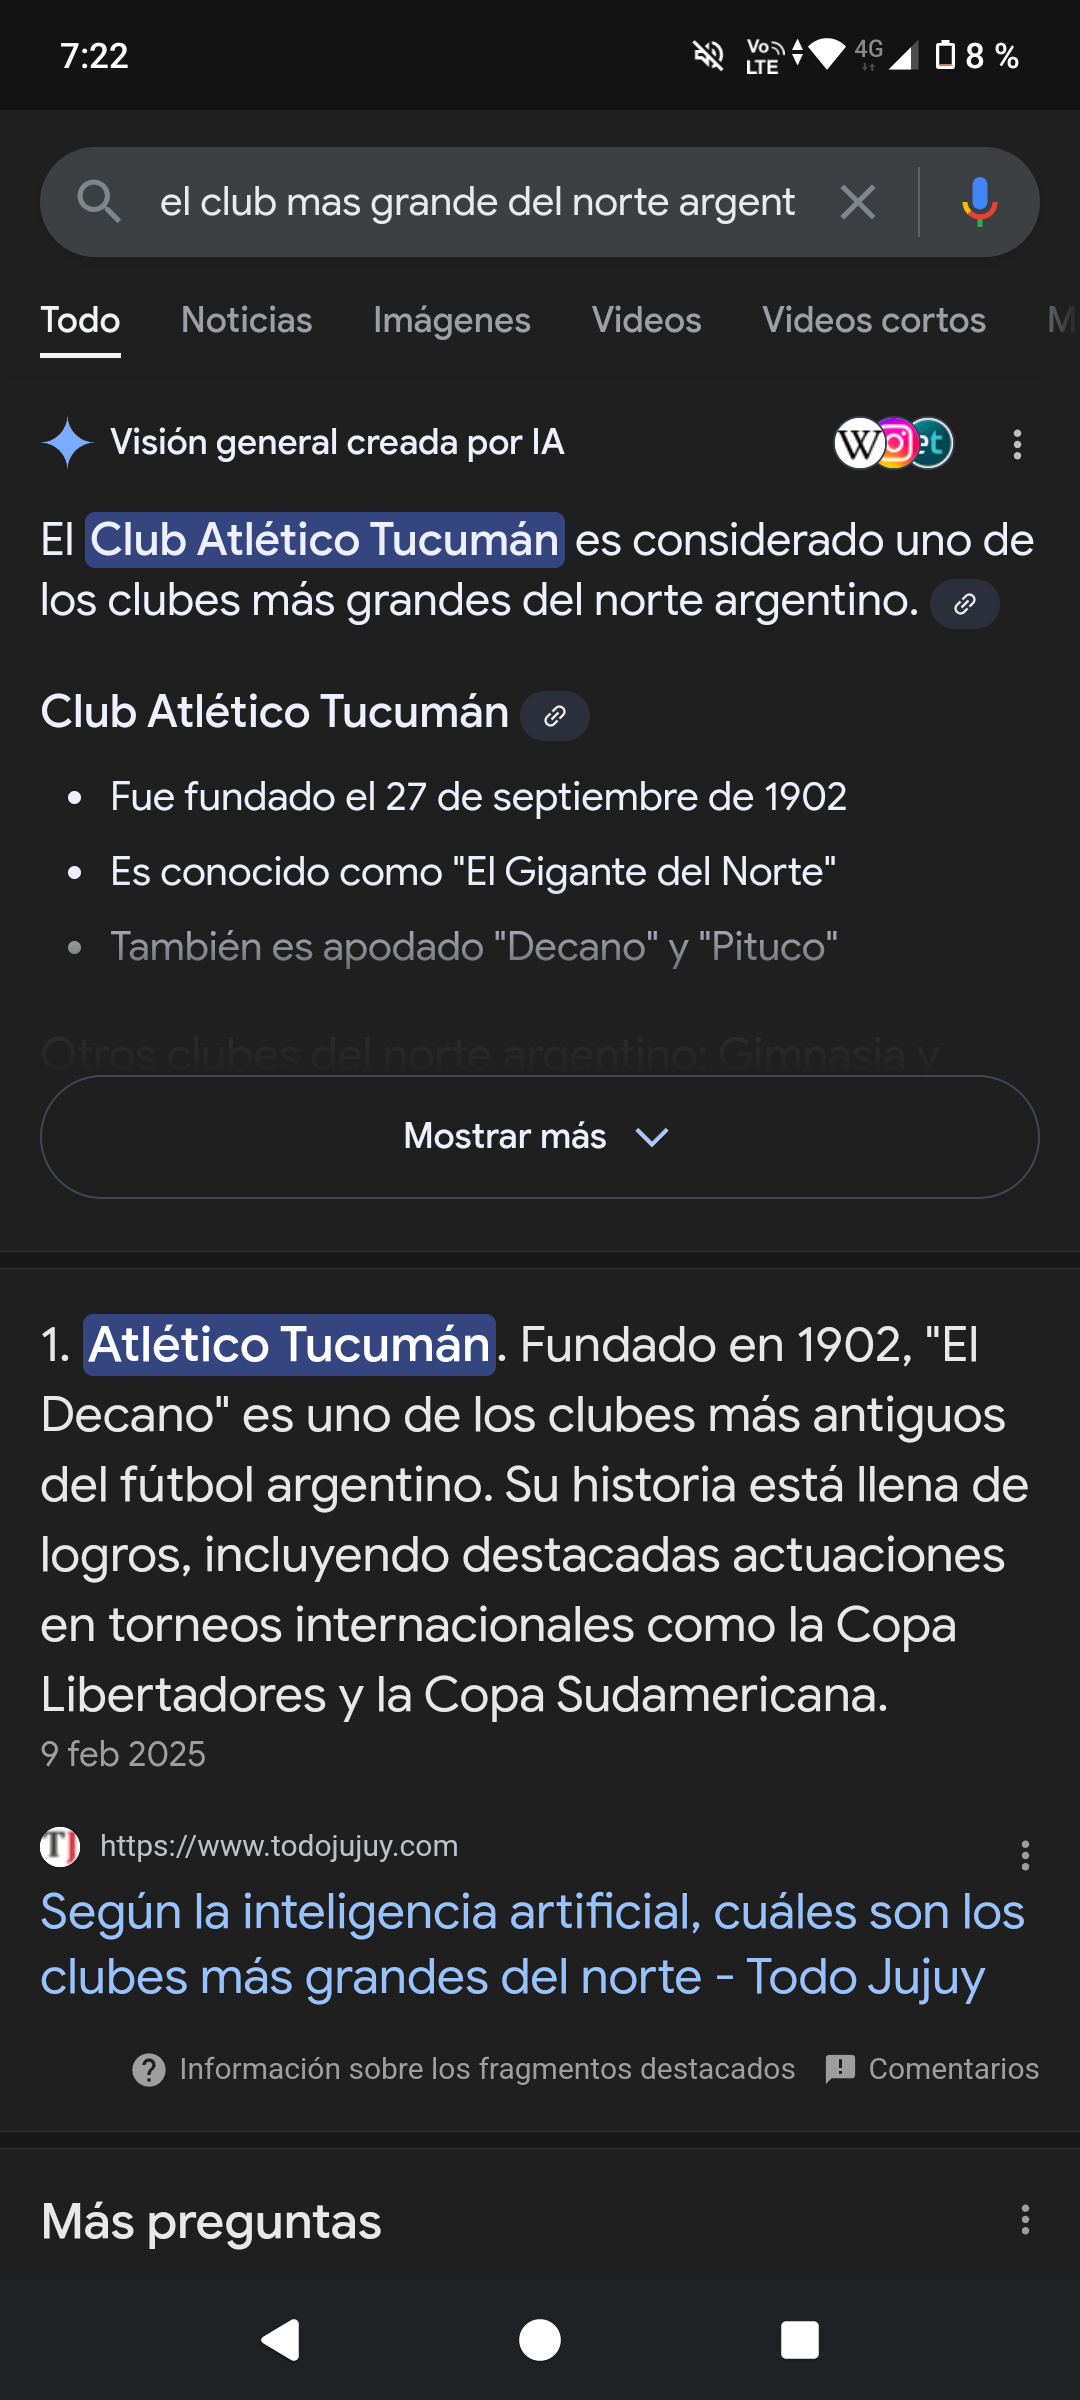 7:22
Vo LTE 4G 8 %
el club mas grande del norte argent
Todo Noticias Imágenes Videos Videos cortos M
Visión general creada por IA
W et
El Club Atlético Tucumán es considerado uno de
los clubes más grandes del norte argentino.
Club Atlético Tucumán
Fue fundado el 27 de septiembre de 1902
Es conocido como "El Gigante del Norte"
También es apodado "Decano" y "Pituco"
Otros clubes del norte argentino: Gimnasia y
Mostrar más
1. Atlético Tucumán. Fundado en 1902, "El
Decano" es uno de los clubes más antiguos
del fútbol argentino. Su historia está llena de
logros, incluyendo destacadas actuaciones
en torneos internacionales como la Copa
Libertadores y la Copa Sudamericana.
9 feb 2025
TJ https://www.todojujuy.com
Según la inteligencia artificial, cuáles son los
clubes más grandes del norte - Todo Jujuy
Información sobre los fragmentos destacados Comentarios
Más preguntas